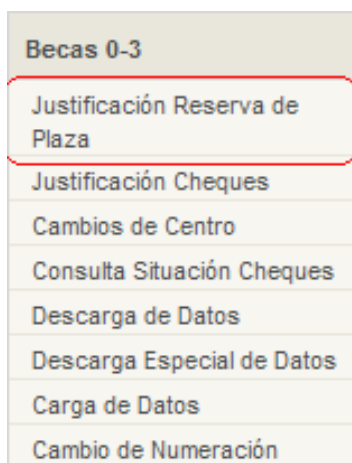 Becas 0-3
Justificación Reserva de
Plaza
Justificación Cheques
Cambios de Centro
Consulta Situación Cheques
Descarga de Datos
Descarga Especial de Datos
Carga de Datos
Cambio de Numeración